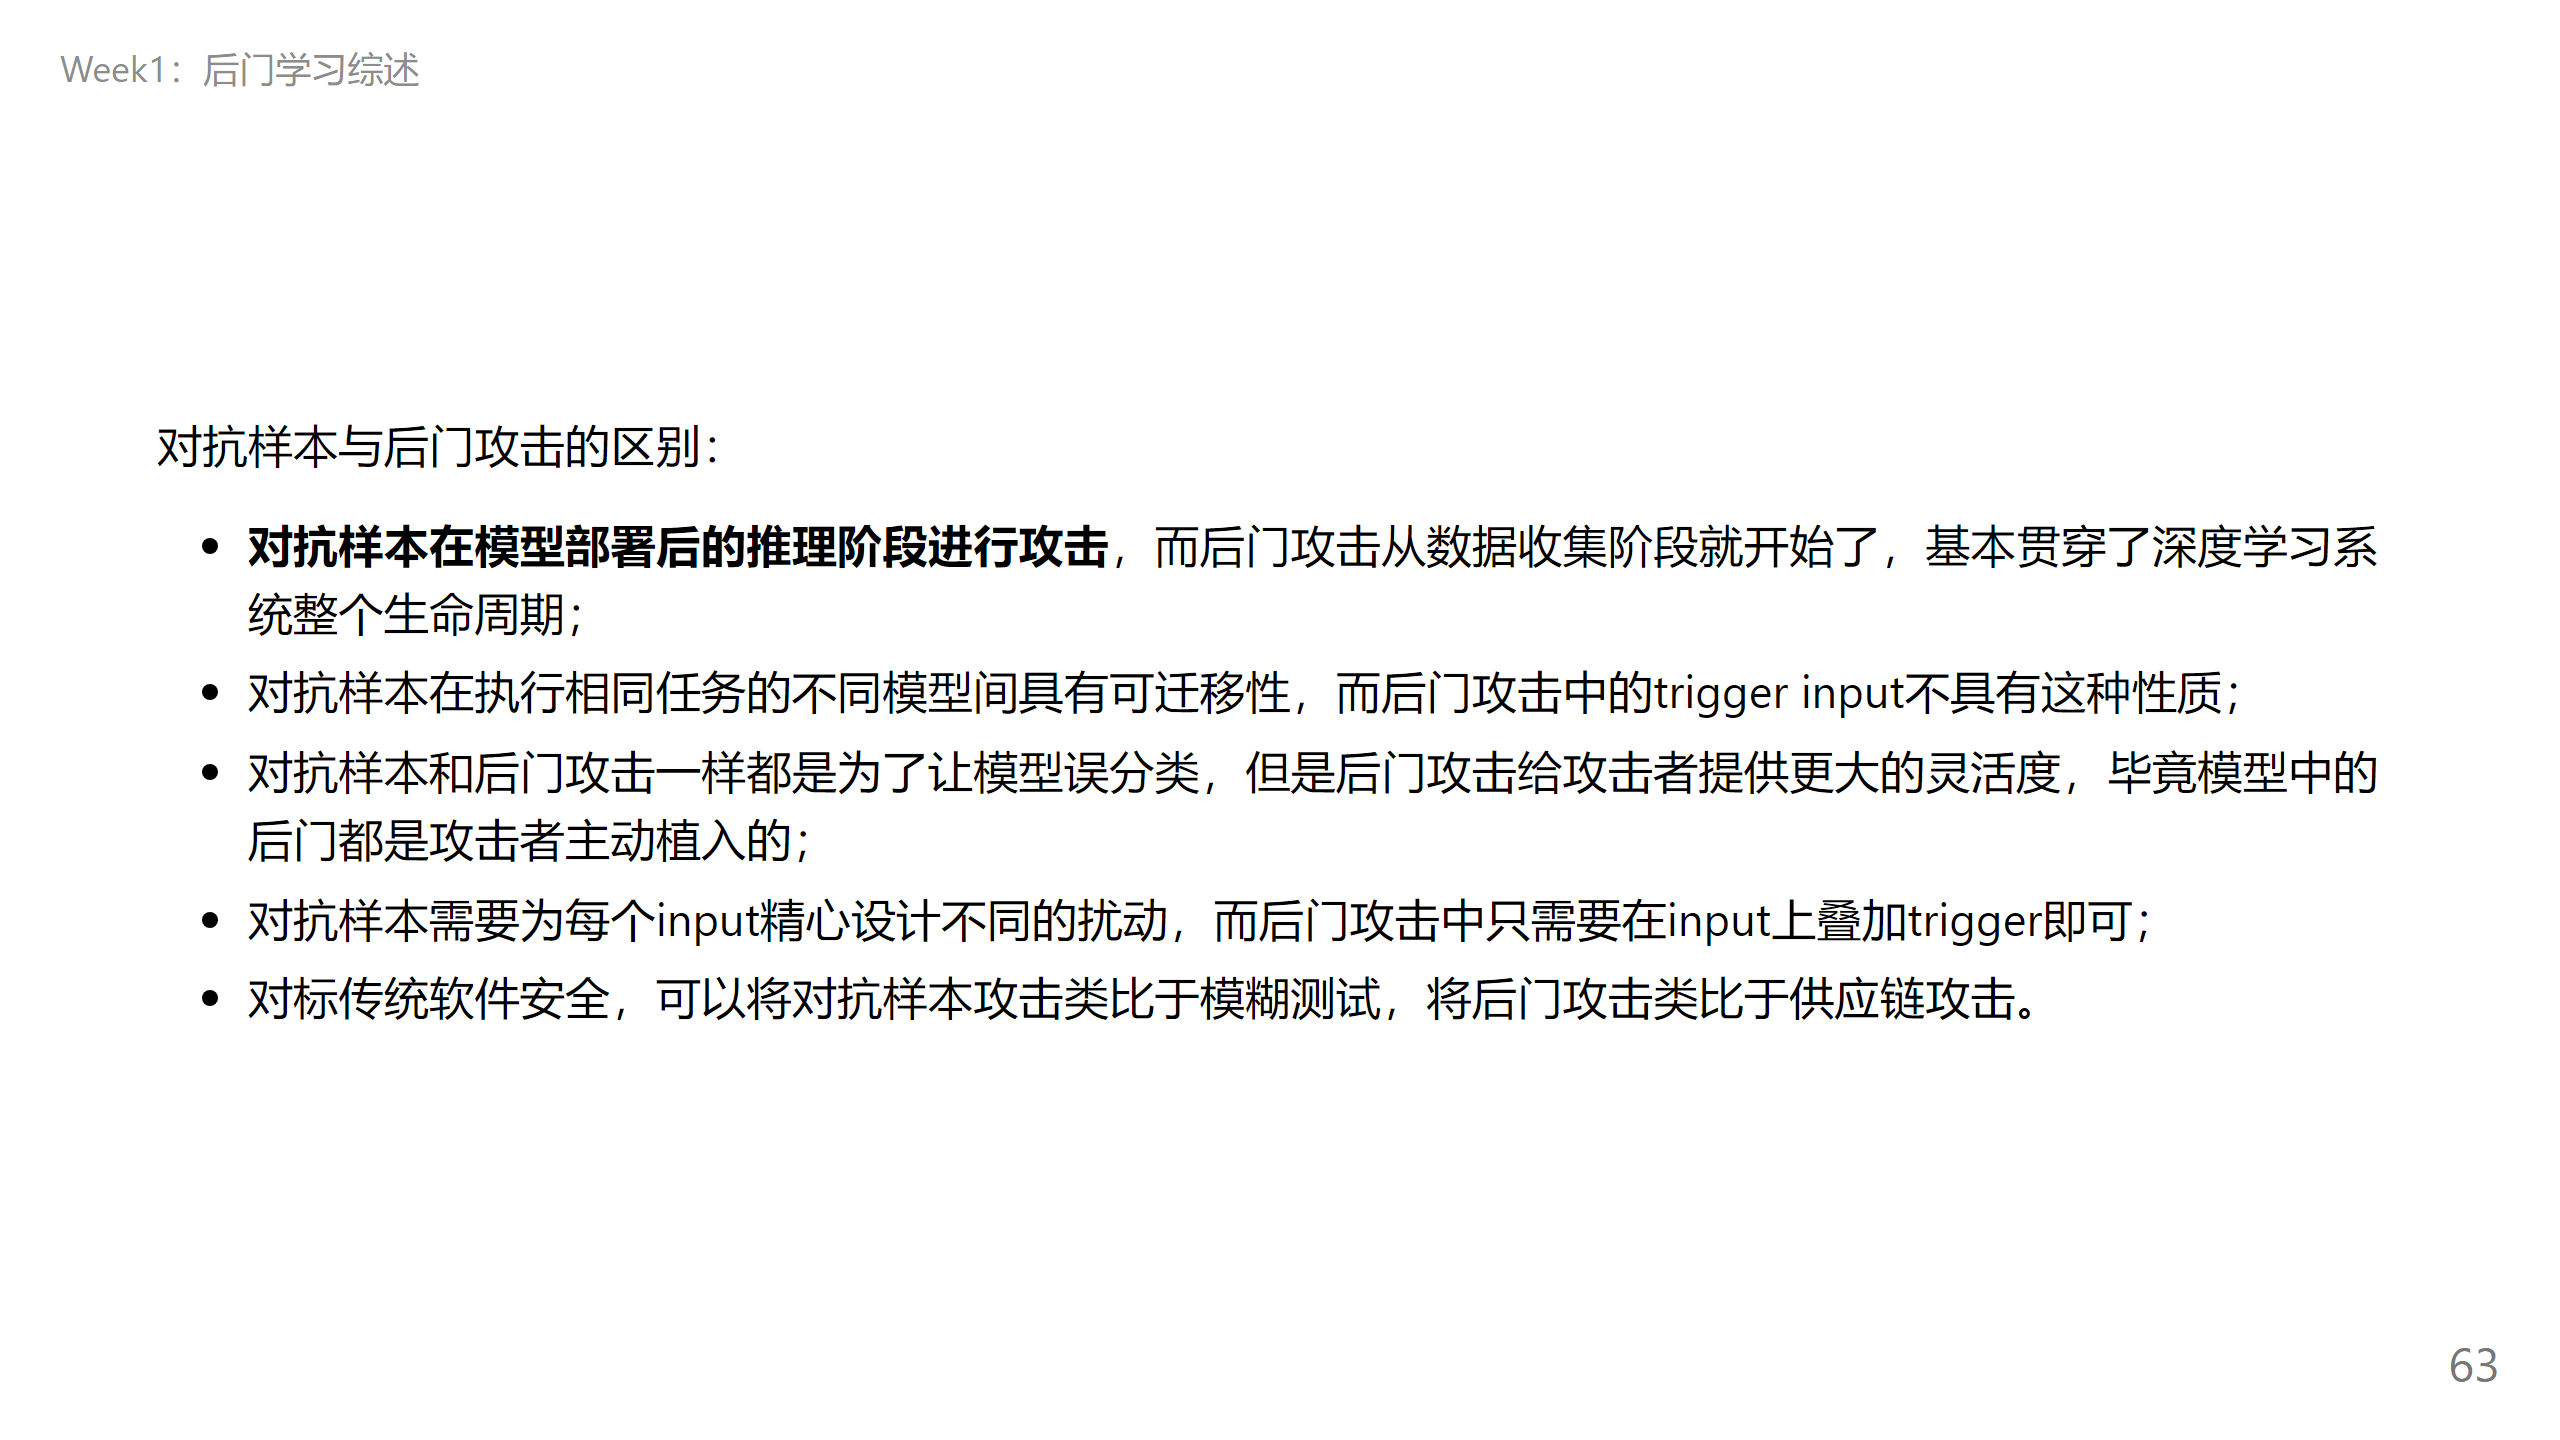 Week1：后门学习综述
对抗样本与后门攻击的区别：
• 对抗样本在模型部署后的推理阶段进行攻击，而后门攻击从数据收集阶段就开始了，基本贯穿了深度学习系
统整个生命周期；
• 对抗样本在执行相同任务的不同模型间具有可迁移性，而后门攻击中的trigger input不具有这种性质；
• 对抗样本和后门攻击一样都是为了让模型误分类，但是后门攻击给攻击者提供更大的灵活度，毕竟模型中的
后门都是攻击者主动植入的；
• 对抗样本需要为每个input精心设计不同的扰动，而后门攻击中只需要在input上叠加trigger即可；
• 对标传统软件安全，可以将对抗样本攻击类比于模糊测试，将后门攻击类比于供应链攻击。
63